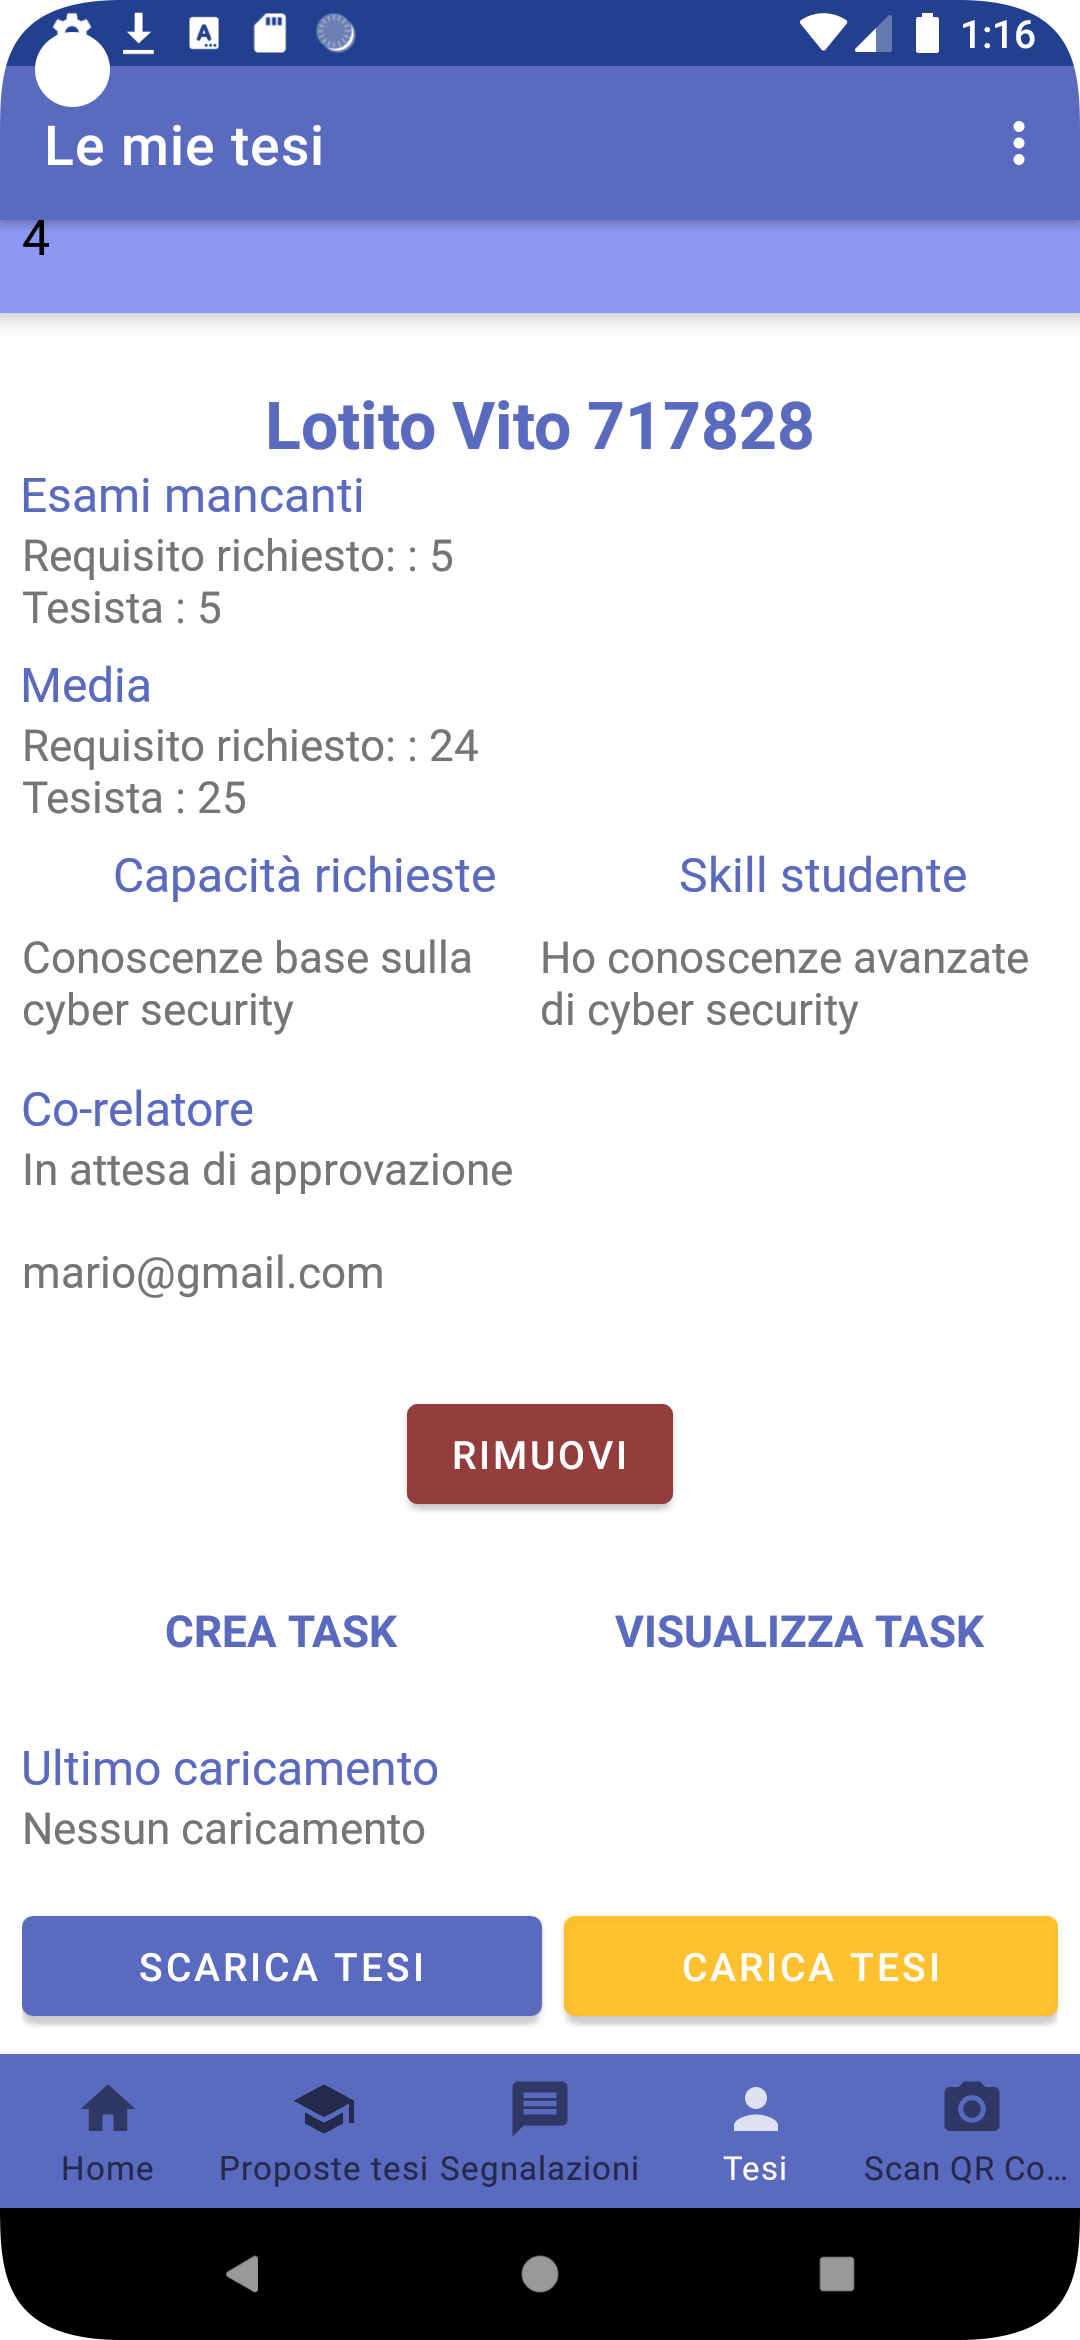 1:16
Le mie tesi
4
Lotito Vito 717828
Esami mancanti
Requisito richiesto: : 5
Tesista : 5
Media
Requisito richiesto: : 24
Tesista : 25
Capacità richieste
Skill studente
Conoscenze base sulla
cyber security
Ho conoscenze avanzate
di cyber security
Co-relatore
In attesa di approvazione
mario@gmail.com
RIMUOVI
CREA TASK
VISUALIZZA TASK
Ultimo caricamento
Nessun caricamento
SCARICA TESI
CARICA TESI
Home
Proposte tesi
Segnalazioni
Tesi
Scan QR Co...